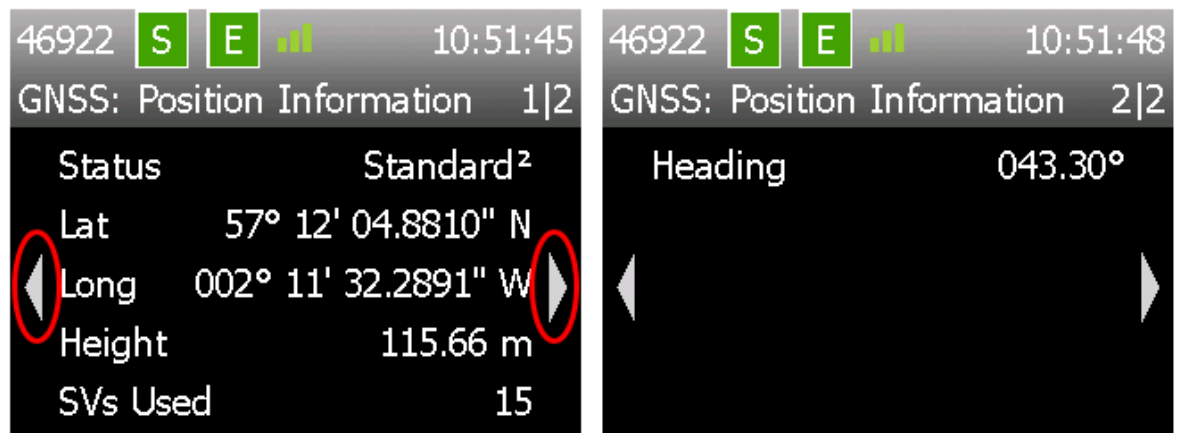 46922 S E 10:51:45
GNSS: Position Information 1|2
Status Standard²
Lat 57° 12' 04.8810" N
Long 002° 11' 32.2891" W
Height 115.66 m
SVs Used 15
46922 S E 10:51:48
GNSS: Position Information 2|2
Heading 043.30°